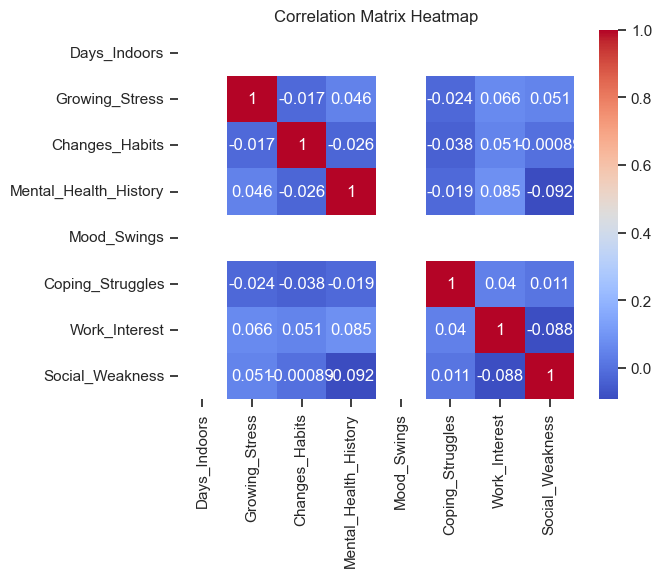 Correlation Matrix Heatmap
1.0
Days_Indoors
Growing_Stress 1 -0.017 0.046 -0.024 0.066 0.051
0.8
Changes_Habits -0.017 1 -0.026 -0.038 0.051 -0.00089
0.6
Mental_Health_History 0.046 -0.026 1 -0.019 0.085 -0.092
Mood_Swings
0.4
Coping_Struggles -0.024 -0.038 -0.019 1 0.04 0.011
0.2
Work_Interest 0.066 0.051 0.085 0.04 1 -0.088
Social_Weakness 0.051 -0.00089 -0.092 0.011 -0.088 1
0.0
Days_Indoors
Growing_Stress
Changes_Habits
Mental_Health_History
Mood_Swings
Coping_Struggles
Work_Interest
Social_Weakness